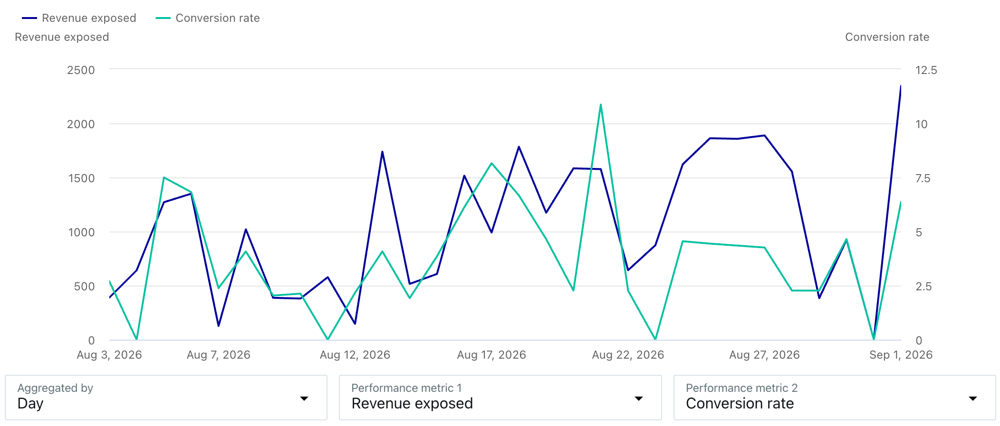 Revenue exposed Conversion rate
Revenue exposed Conversion rate
2500 12.5
2000 10
1500 7.5
1000 5
500 2.5
0 0
Aug 3, 2026 Aug 7, 2026 Aug 12, 2026 Aug 17, 2026 Aug 22, 2026 Aug 27, 2026 Sep 1, 2026
Aggregated by Performance metric 1 Performance metric 2
Day Revenue exposed Conversion rate